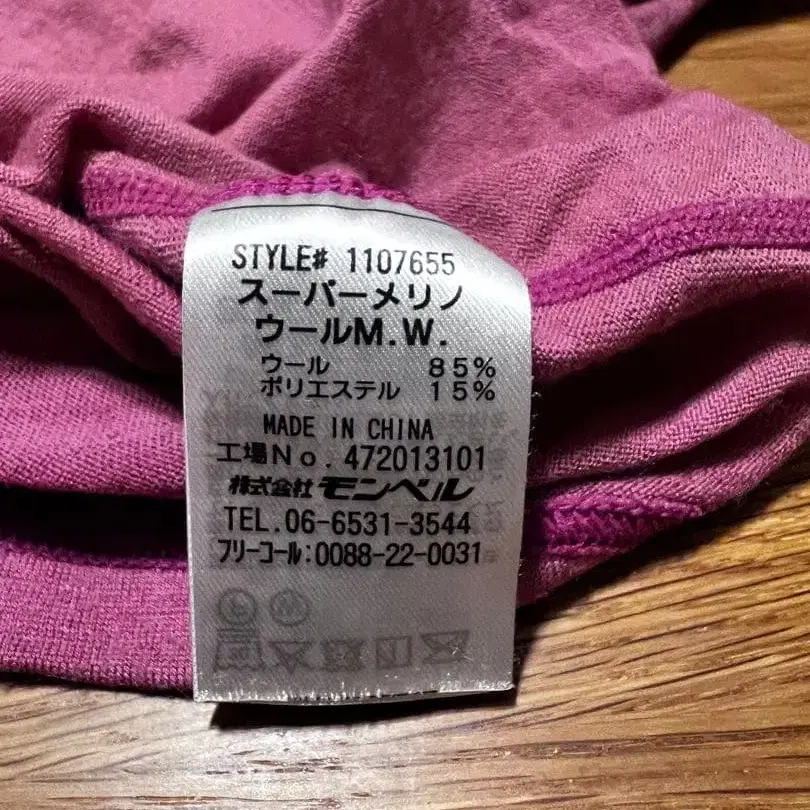 STYLE# 1107655
スーパーメリノ
ウールM.W.
ウール 85%
ポリエステル 15%
MADE IN CHINA
工場No.472013101
株式会社モンベル
TEL.06-6531-3544
フリーコール:0088-22-0031